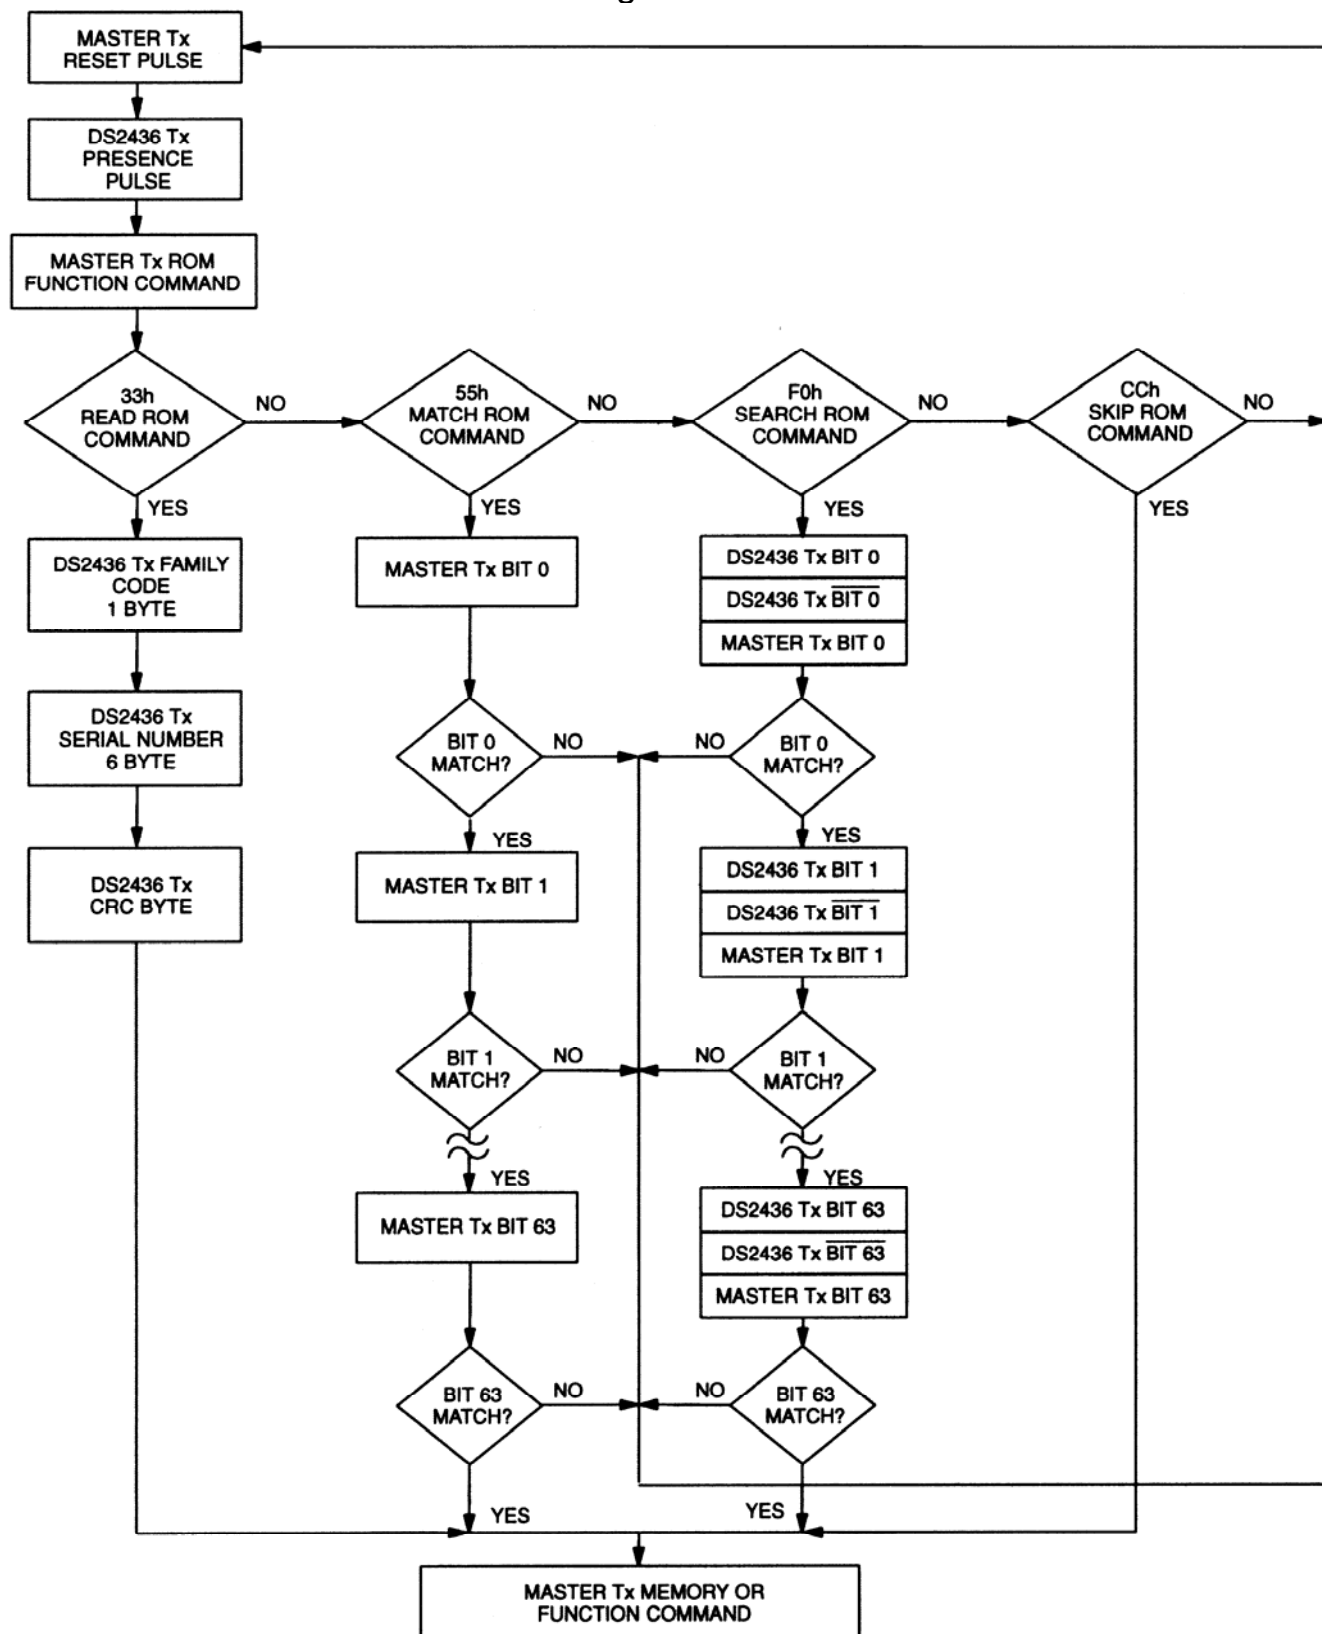 MASTER Tx
RESET PULSE
DS2436 Tx
PRESENCE
PULSE
MASTER Tx ROM
FUNCTION COMMAND
33h
READ ROM
COMMAND
NO
YES
55h
MATCH ROM
COMMAND
NO
YES
F0h
SEARCH ROM
COMMAND
NO
YES
CCh
SKIP ROM
COMMAND
NO
YES
DS2436 Tx FAMILY
CODE
1 BYTE
DS2436 Tx
SERIAL NUMBER
6 BYTE
DS2436 Tx
CRC BYTE
MASTER Tx BIT 0
BIT 0
MATCH?
NO
YES
MASTER Tx BIT 1
BIT 1
MATCH?
NO
YES
MASTER Tx BIT 63
BIT 63
MATCH?
NO
YES
DS2436 Tx BIT 0
DS2436 Tx B̅I̅T̅ ̅0̅
MASTER Tx BIT 0
BIT 0
MATCH?
NO
YES
DS2436 Tx BIT 1
DS2436 Tx B̅I̅T̅ ̅1̅
MASTER Tx BIT 1
BIT 1
MATCH?
NO
YES
DS2436 Tx BIT 63
DS2436 Tx B̅I̅T̅ ̅6̅3̅
MASTER Tx BIT 63
BIT 63
MATCH?
NO
YES
MASTER Tx MEMORY OR
FUNCTION COMMAND